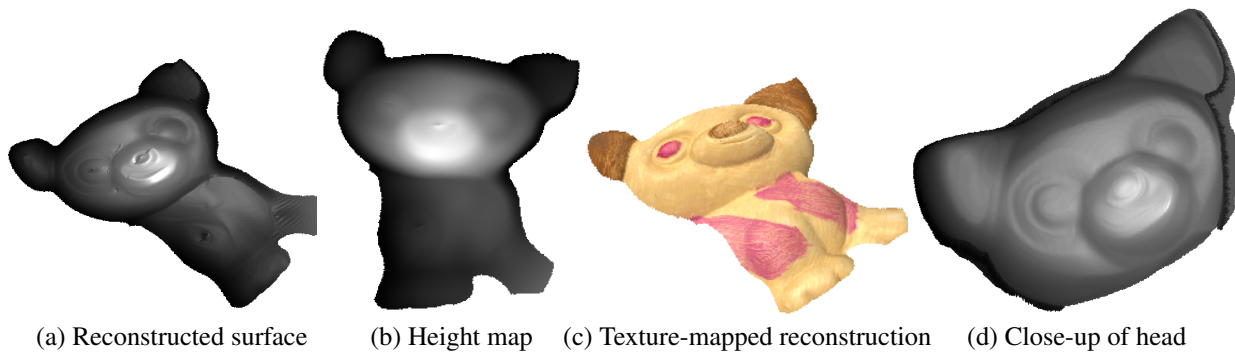 (a) Reconstructed surface
(b) Height map
(c) Texture-mapped reconstruction
(d) Close-up of head